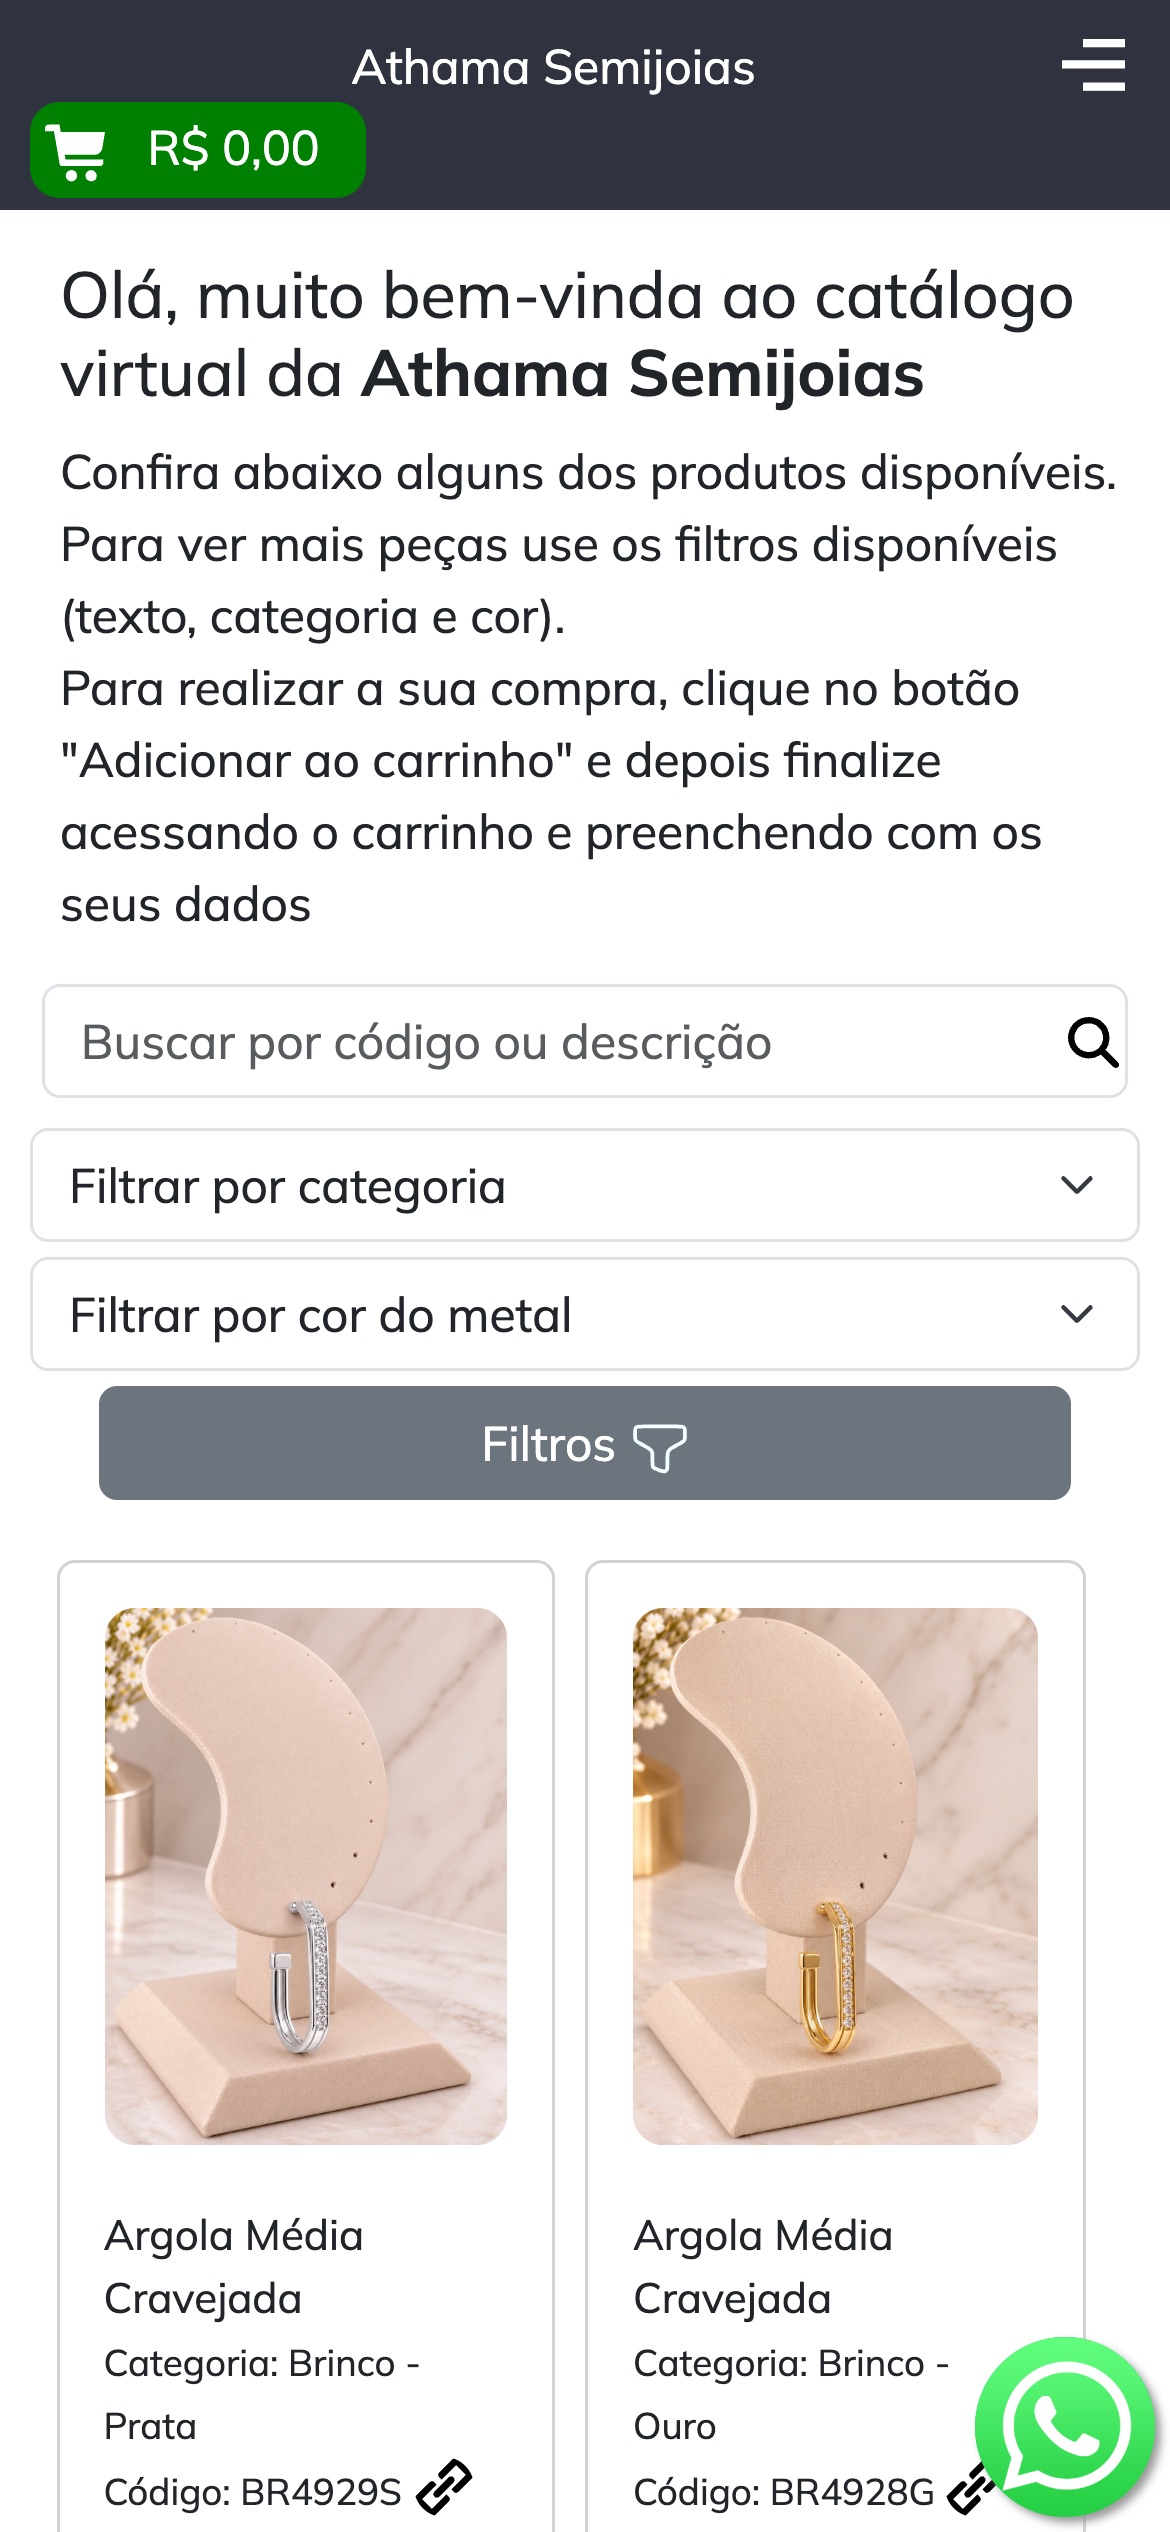 Athama Semijoias
R$ 0,00
Olá, muito bem-vinda ao catálogo
virtual da Athama Semijoias
Confira abaixo alguns dos produtos disponíveis.
Para ver mais peças use os filtros disponíveis
(texto, categoria e cor).
Para realizar a sua compra, clique no botão
"Adicionar ao carrinho" e depois finalize
acessando o carrinho e preenchendo com os
seus dados
Buscar por código ou descrição
Filtrar por categoria
Filtrar por cor do metal
Filtros
Argola Média
Cravejada
Categoria: Brinco -
Prata
Código: BR4929S
Argola Média
Cravejada
Categoria: Brinco -
Ouro
Código: BR4928G